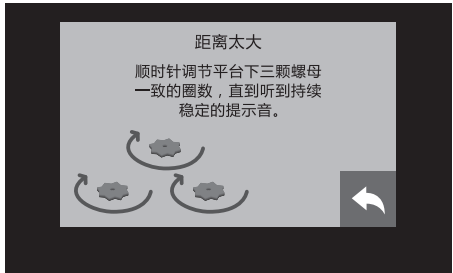 距离太大
顺时针调节平台下三颗螺母
一致的圈数，直到听到持续
稳定的提示音。